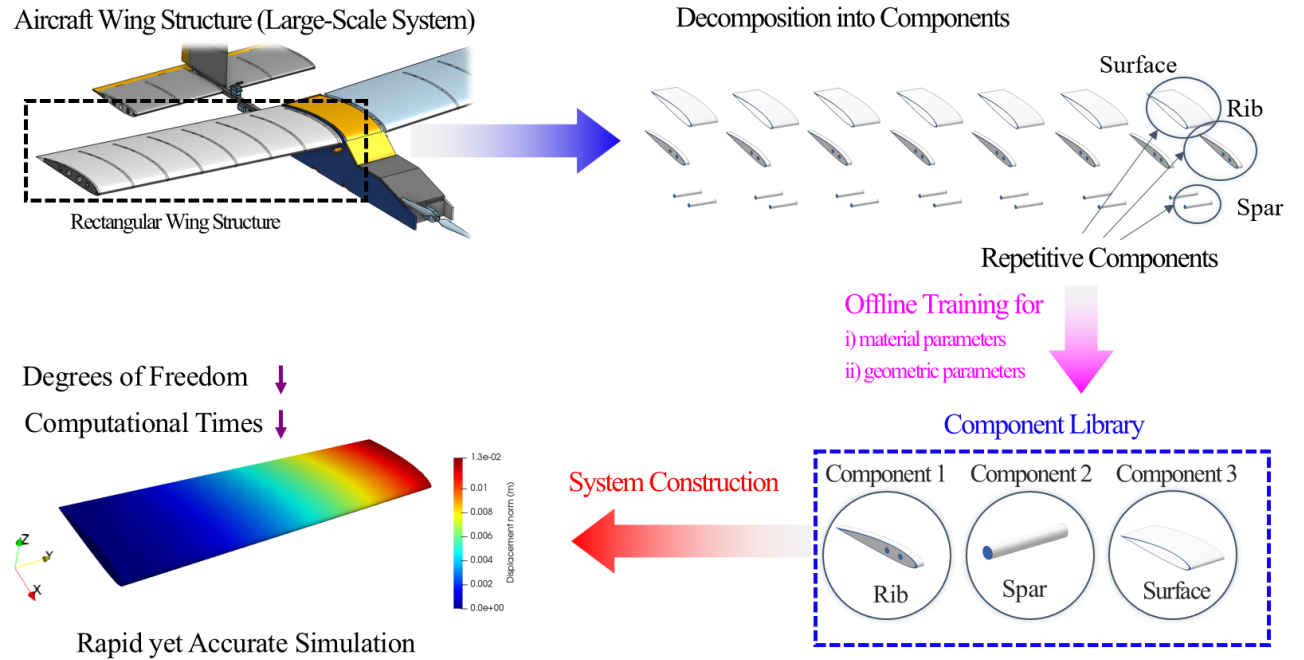 Aircraft Wing Structure (Large-Scale System)
Rectangular Wing Structure
Decomposition into Components
Surface
Rib
Spar
Repetitive Components
Offline Training for
i) material parameters
ii) geometric parameters
Component Library
Component 1
Component 2
Component 3
Rib
Spar
Surface
System Construction
Degrees of Freedom
Computational Times
1.3e-02
0.01
0.008
0.006
0.004
0.002
0.0e+00
Displacement norm (m)
Z
Y
X
Rapid yet Accurate Simulation